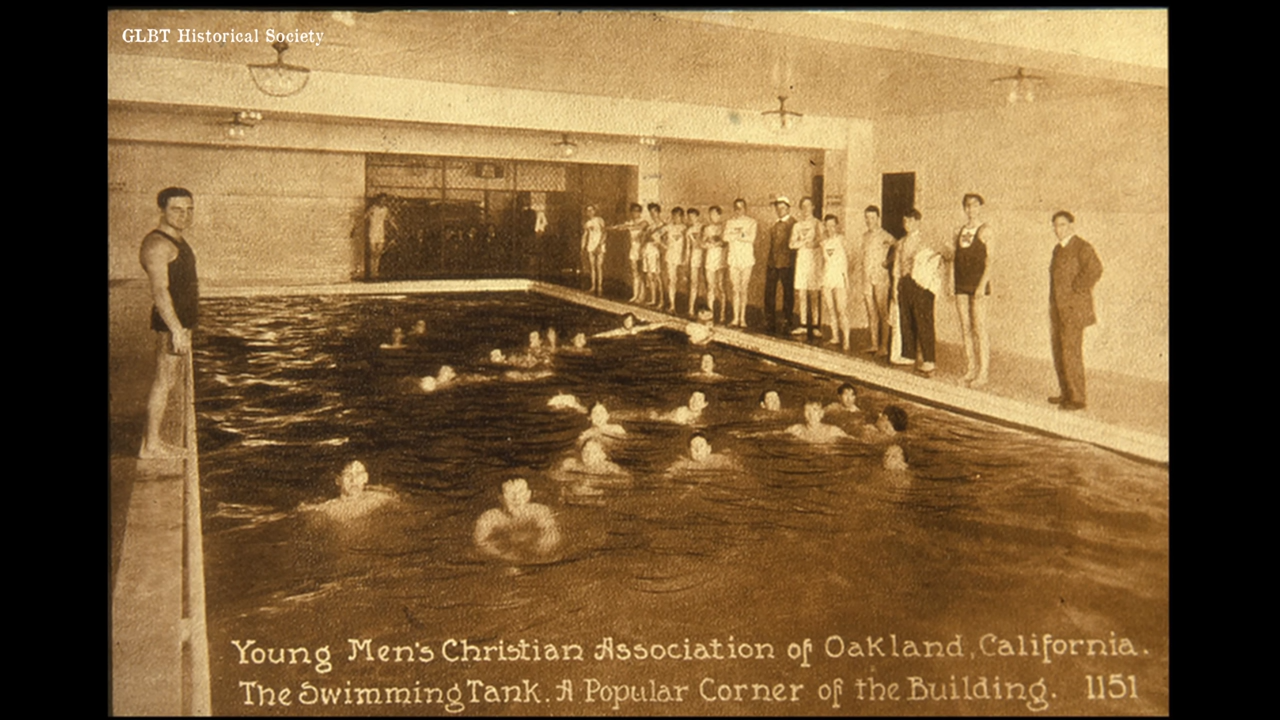 GLBT Historical Society
Young Men's Christian Association of Oakland, California.
The Swimming Tank. A Popular Corner of the Building. 1151